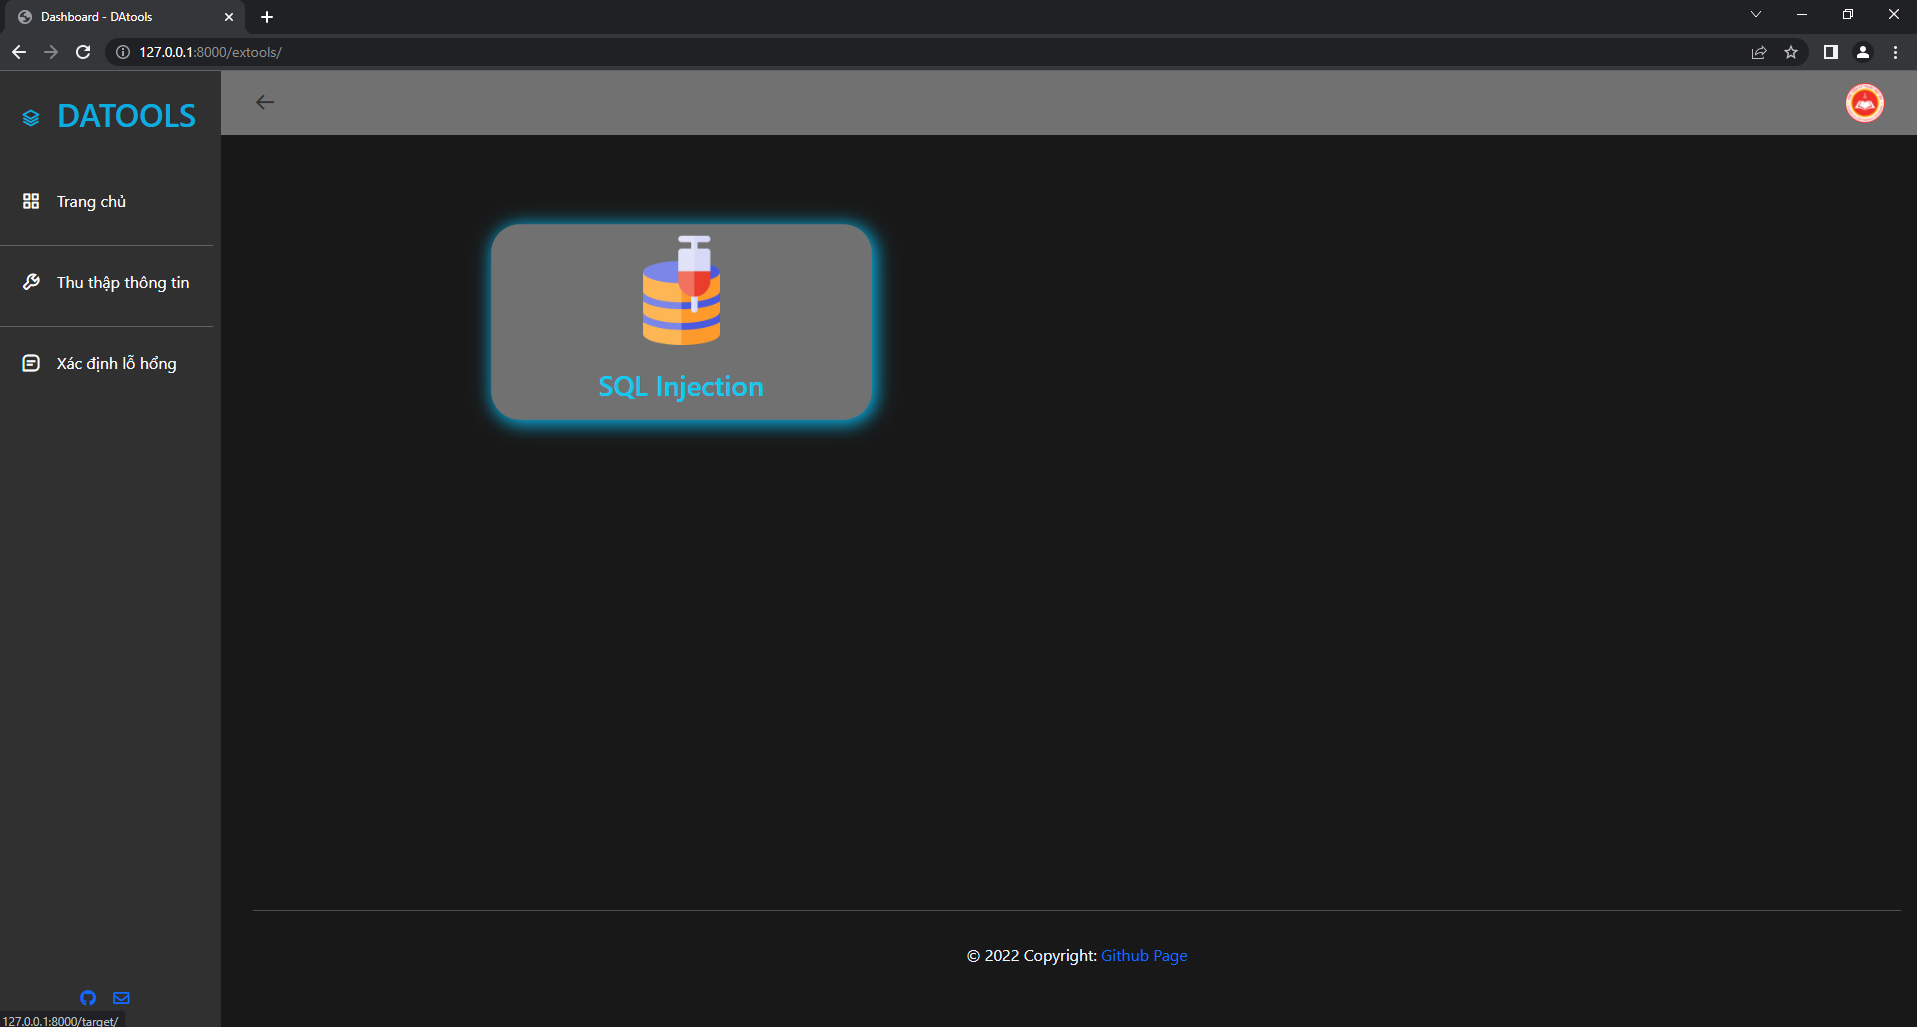 Dashboard - DAtools
127.0.0.1:8000/extools/
DATOOLS
Trang chủ
Thu thập thông tin
Xác định lỗ hổng
SQL Injection
© 2022 Copyright: Github Page
127.0.0.1:8000/target/